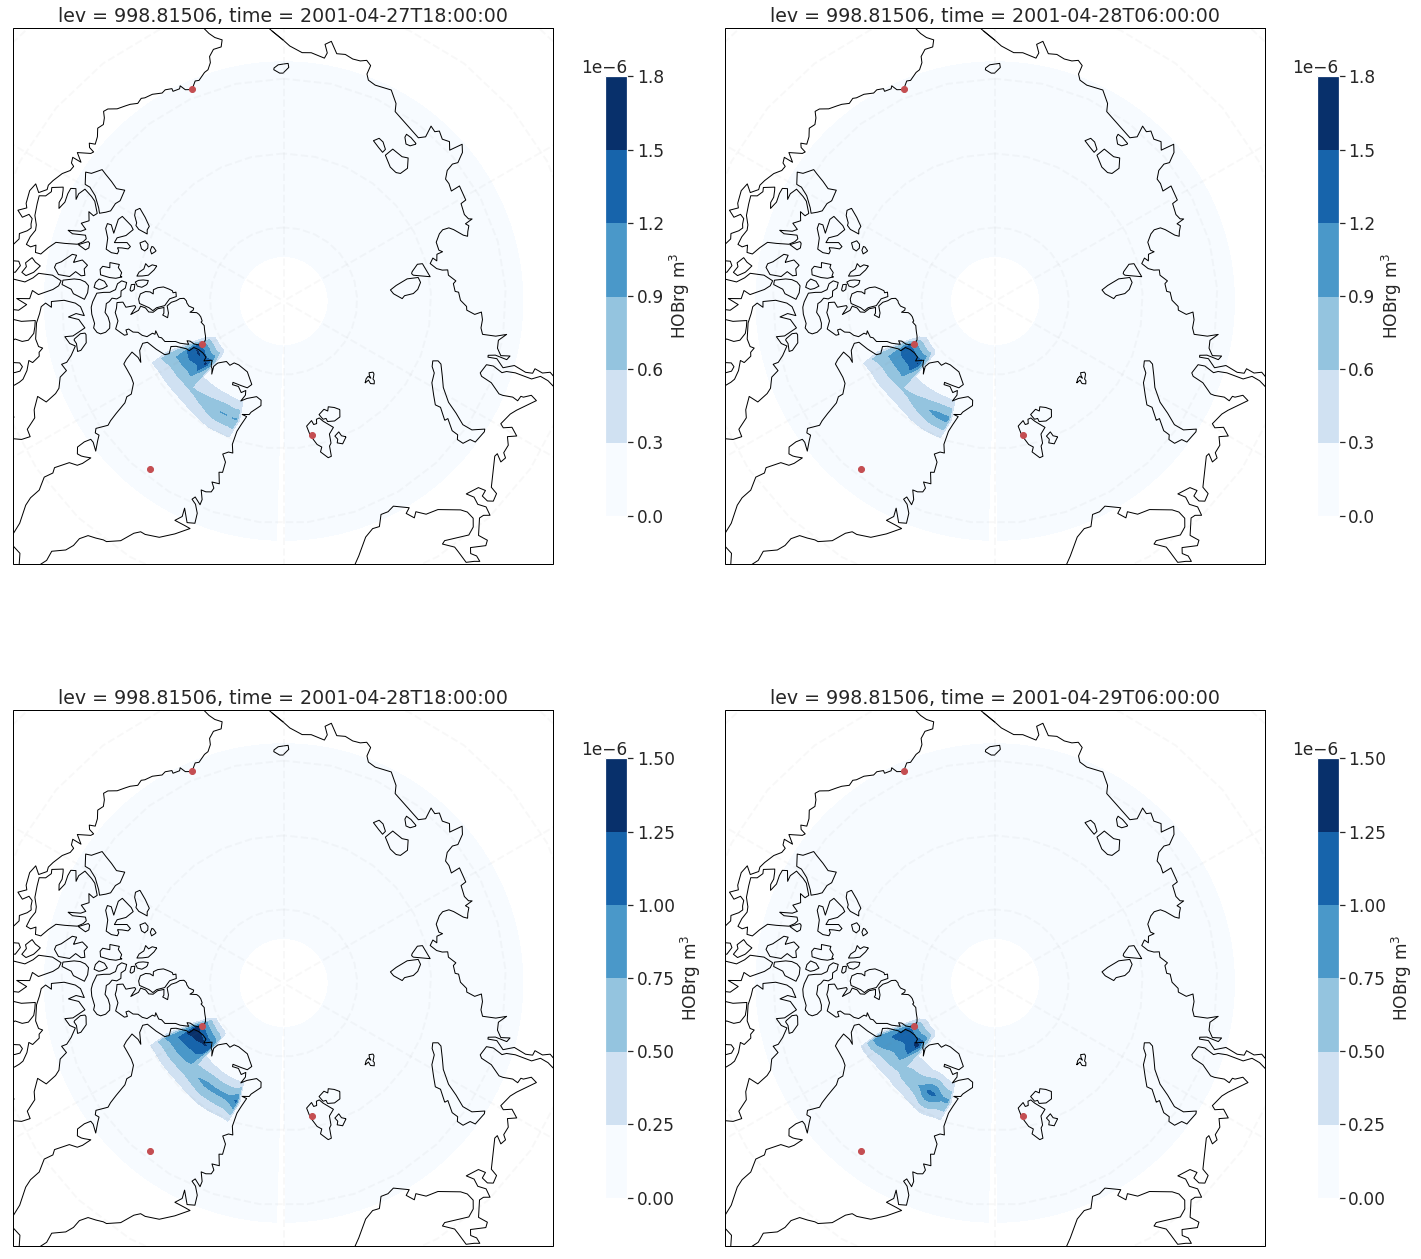 lev = 998.81506, time = 2001-04-27T18:00:00
1e−6
1.8
1.5
1.2
0.9
0.6
0.3
0.0
HOBrg m³
lev = 998.81506, time = 2001-04-28T06:00:00
1e−6
1.8
1.5
1.2
0.9
0.6
0.3
0.0
HOBrg m³
lev = 998.81506, time = 2001-04-28T18:00:00
1e−6
1.50
1.25
1.00
0.75
0.50
0.25
0.00
HOBrg m³
lev = 998.81506, time = 2001-04-29T06:00:00
1e−6
1.50
1.25
1.00
0.75
0.50
0.25
0.00
HOBrg m³